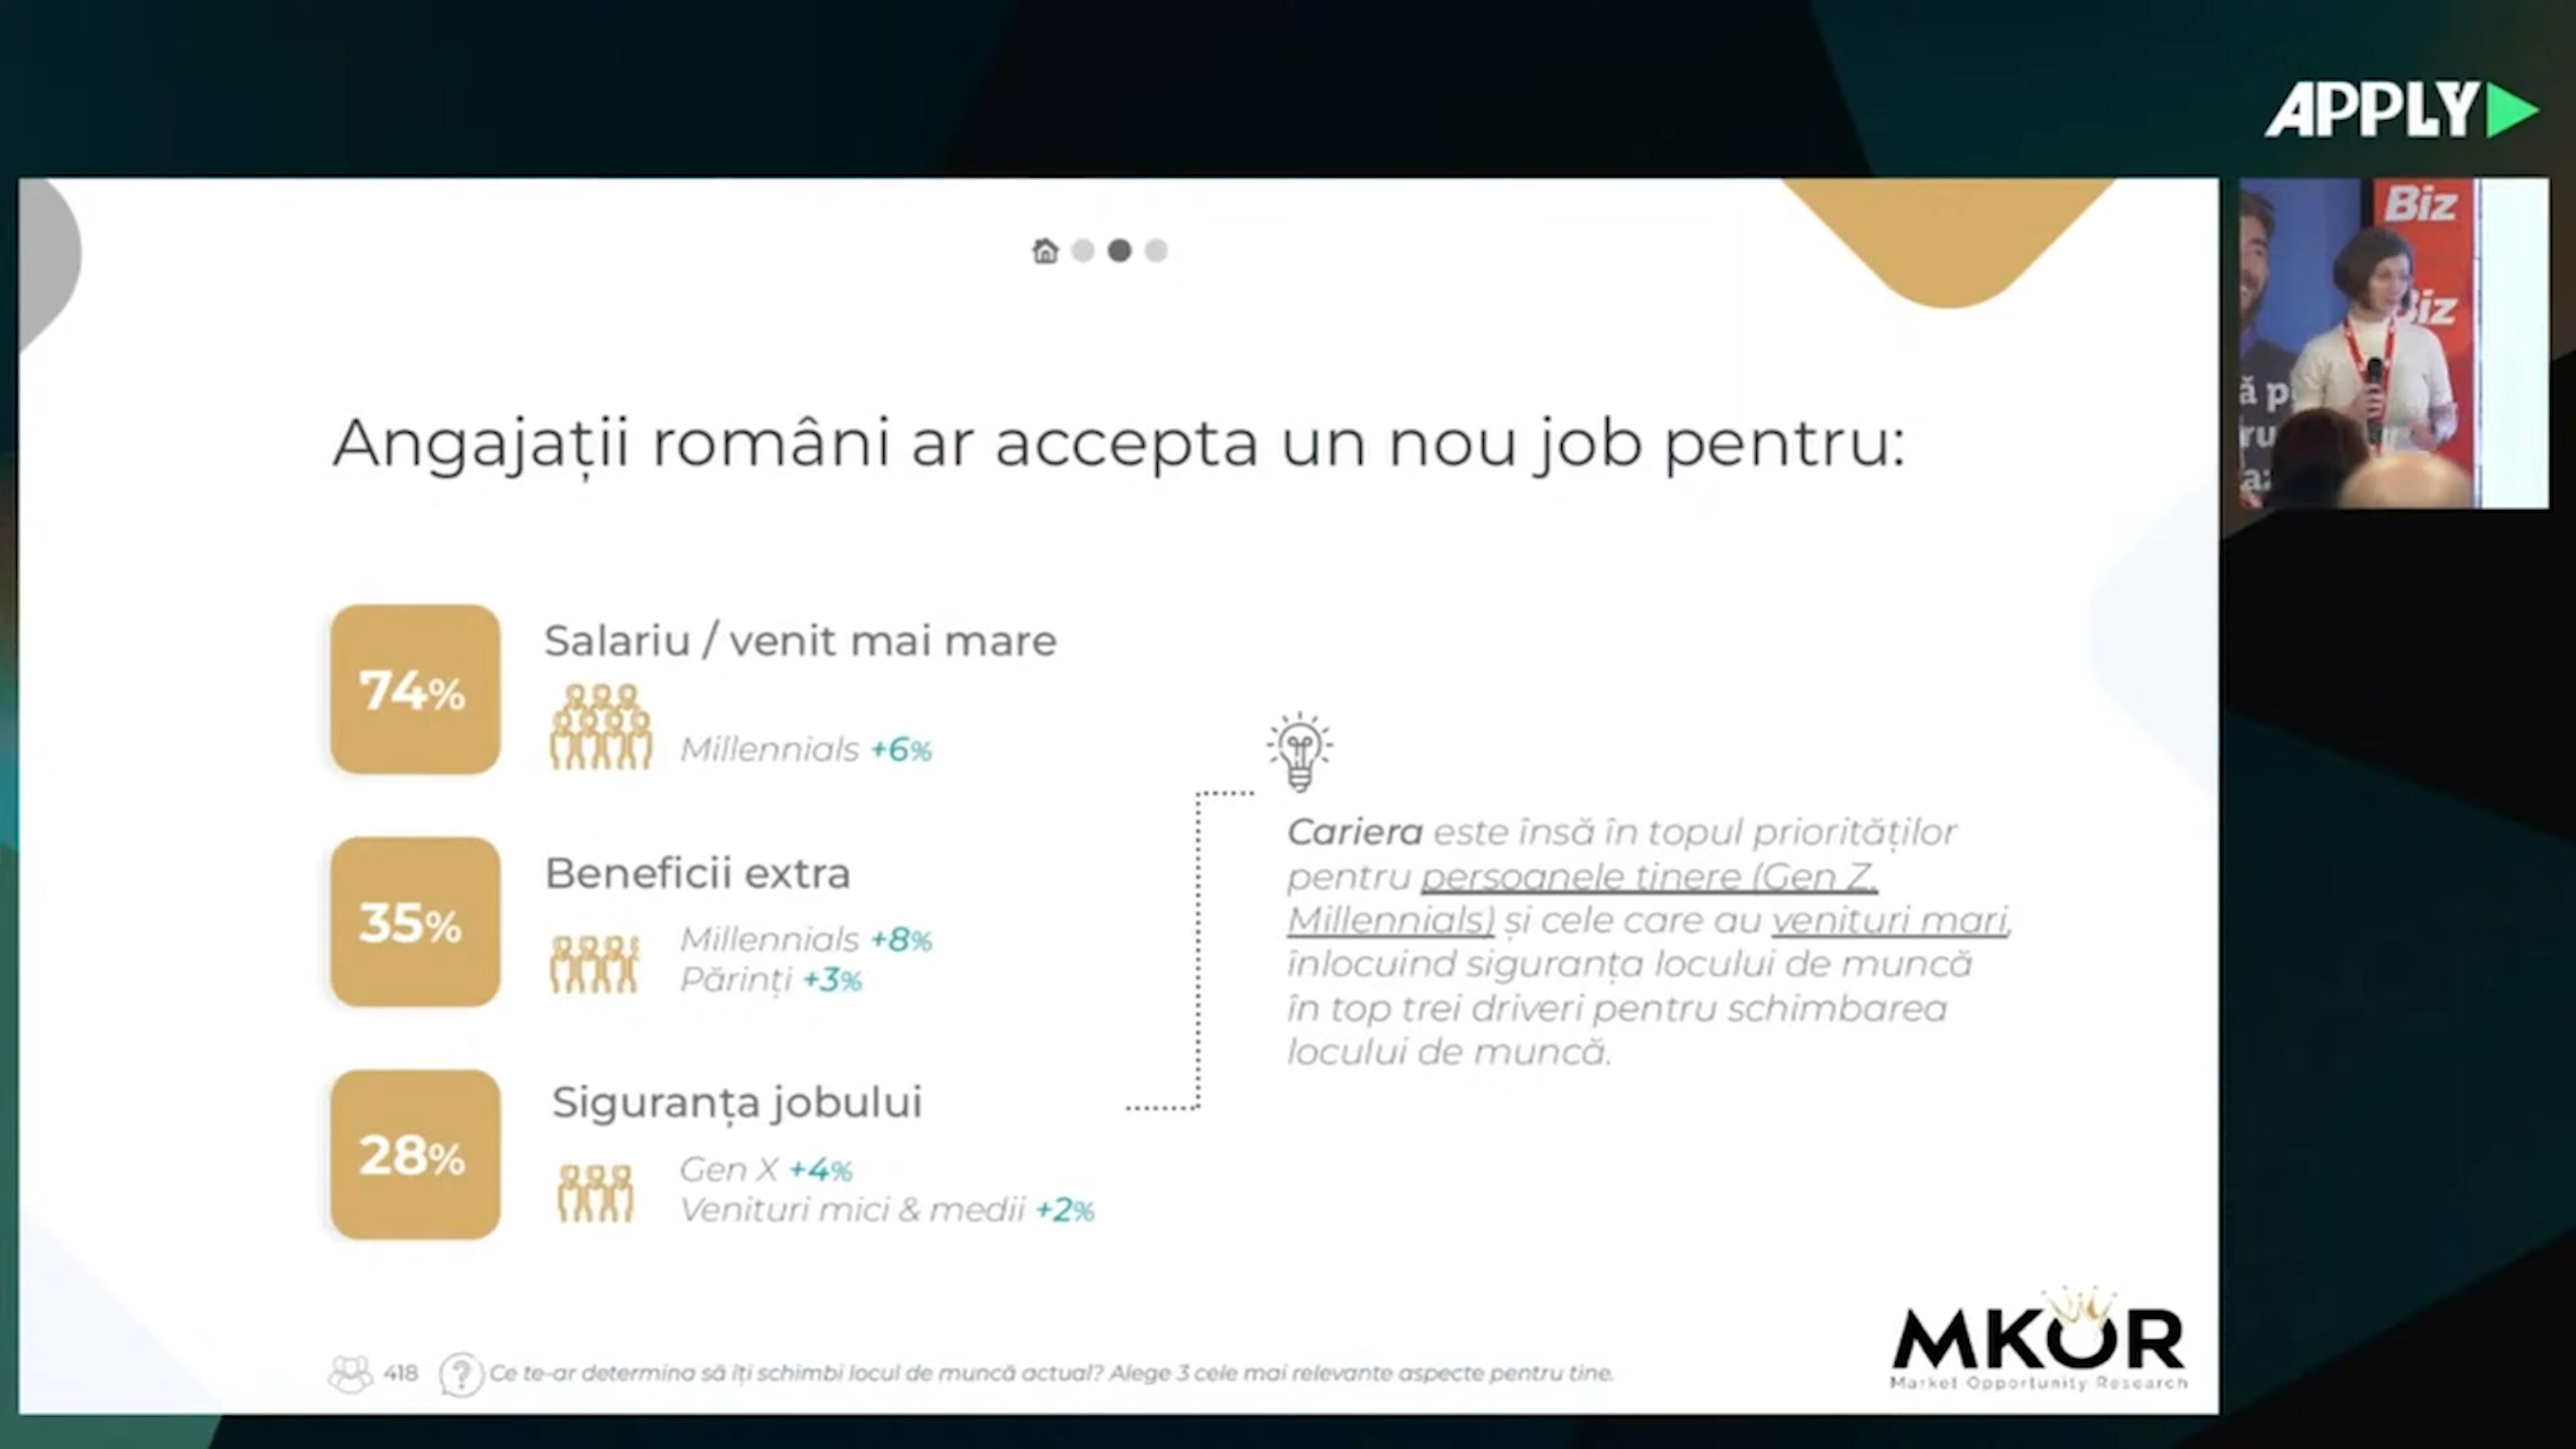 APPLY
Biz
Biz
ă p
ru
az
Angajații români ar accepta un nou job pentru:
74%
Salariu / venit mai mare
Millennials +6%
35%
Beneficii extra
Millennials +8%
Părinți +3%
28%
Siguranța jobului
Gen X +4%
Venituri mici & medii +2%
Cariera este însă în topul priorităților
pentru persoanele tinere (Gen Z,
Millennials) și cele care au venituri mari,
înlocuind siguranța locului de muncă
în top trei driveri pentru schimbarea
locului de muncă.
418
Ce te-ar determina să îți schimbi locul de muncă actual? Alege 3 cele mai relevante aspecte pentru tine.
MKOR
Market Opportunity Research